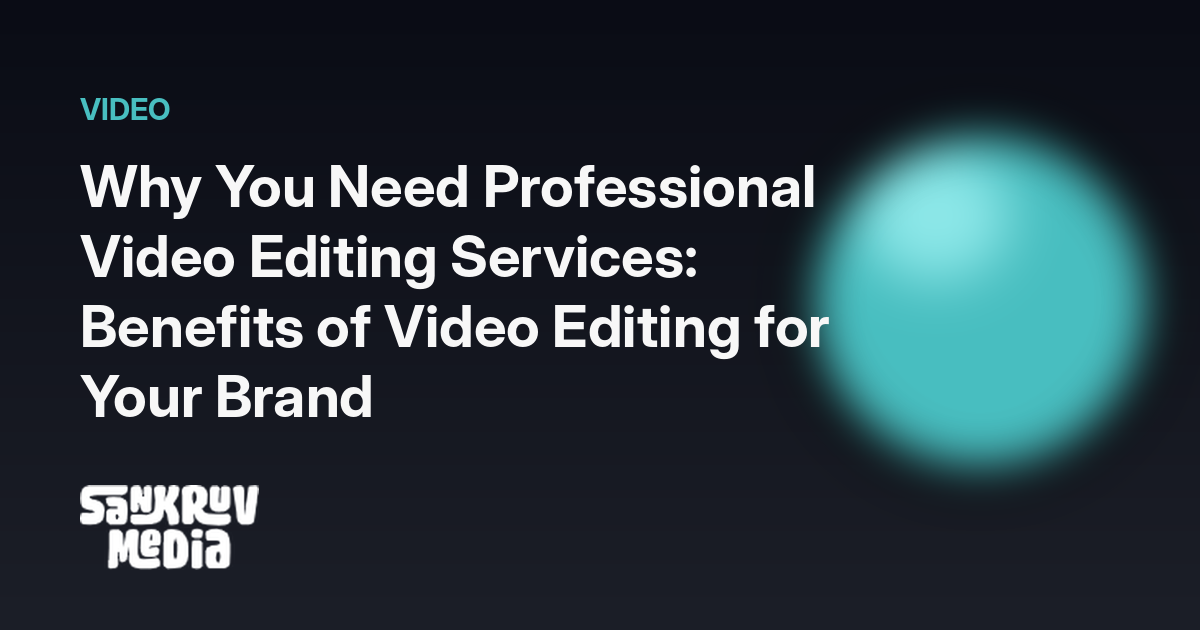 VIDEO
Why You Need Professional
Video Editing Services:
Benefits of Video Editing for
Your Brand
SANKRUV
MEDIA